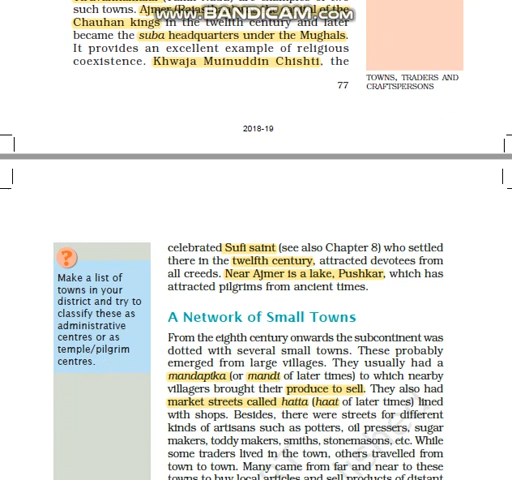 such towns. Ajmer
of the
WWW.BANDICAM.COM
Chauhan kings in the twelfth century and later
became the suba headquarters under the Mughals.
It provides an excellent example of religious
coexistence. Khwaja Muinuddin Chishti, the
77
TOWNS, TRADERS AND
CRAFTSPERSONS
2018-19
celebrated Sufi saint (see also Chapter 8) who settled
there in the twelfth century, attracted devotees from
all creeds. Near Ajmer is a lake, Pushkar, which has
attracted pilgrims from ancient times.
?
Make a list of
towns in your
district and try to
classify these as
administrative
centres or as
temple/pilgrim
centres.
A Network of Small Towns
From the eighth century onwards the subcontinent was
dotted with several small towns. These probably
emerged from large villages. They usually had a
mandapika (or mandi of later times) to which nearby
villagers brought their produce to sell. They also had
market streets called hatta (haat of later times) lined
with shops. Besides, there were streets for different
kinds of artisans such as potters, oil pressers, sugar
makers, toddy makers, smiths, stonemasons, etc. While
some traders lived in the town, others travelled from
town to town. Many came from far and near to these
towns to buy local articles and sell products of distant